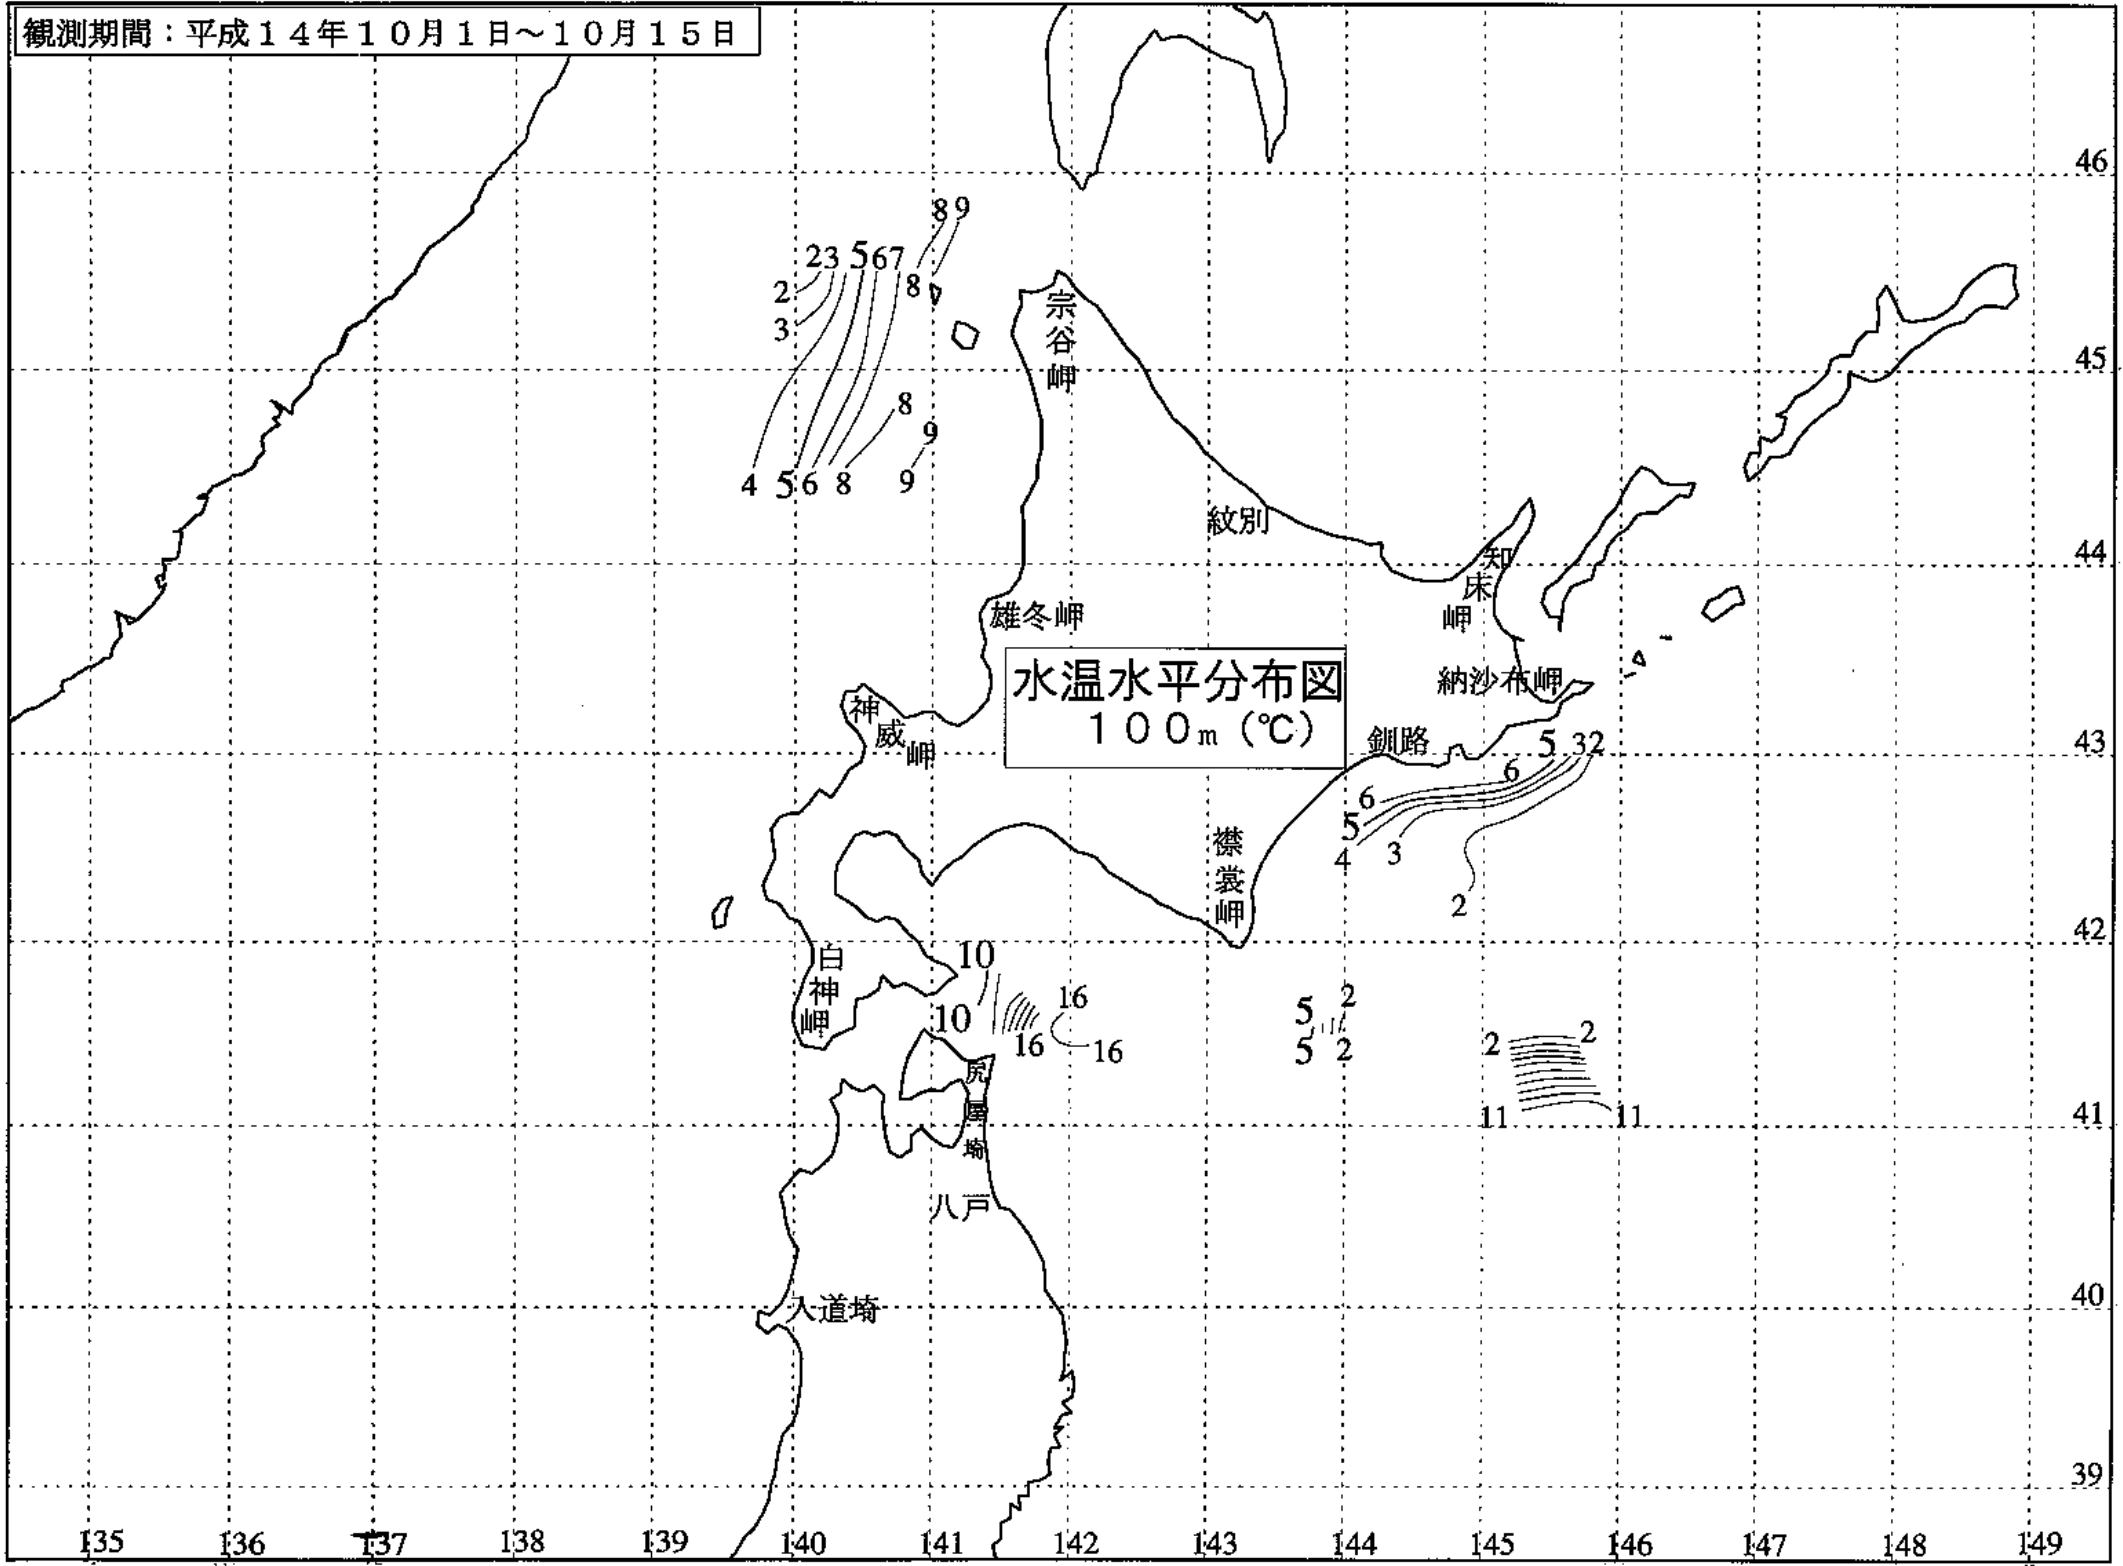 観測期間：平成１４年１０月１日～１０月１５日
46
8 9
23 5 67
2
8
3
宗谷岬
45
8
9
4 5 6 8 9
紋別
44
知床岬
雄冬岬
水温水平分布図
１００ｍ（℃）
納沙布岬
神威岬
釧路
43
5 32
6
6
5
4 3
襟裳岬
2
42
白神岬
10
10
16
16
16
5 2
5 2
2 2
尻屋埼
11 11
41
八戸
入道埼
40
39
135 136 137 138 139 140 141 142 143 144 145 146 147 148 149